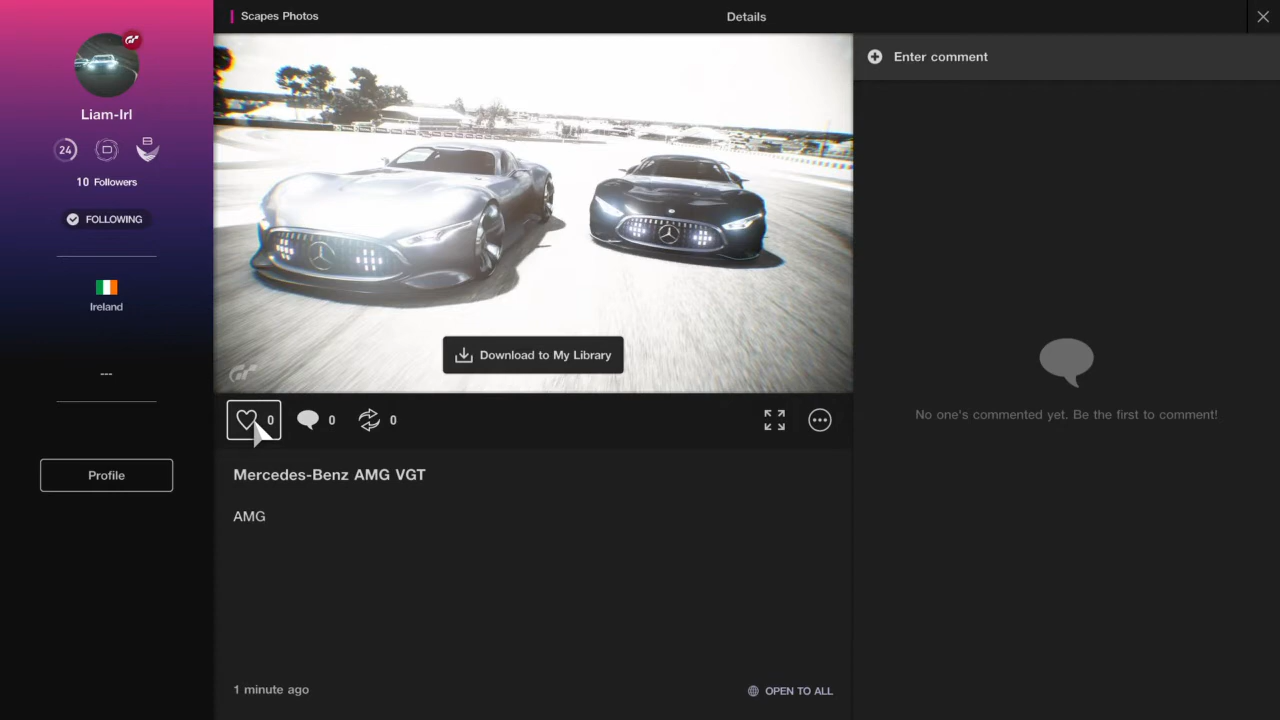 Scapes Photos
Details
Liam-Irl
24
10 Followers
FOLLOWING
Ireland
---
Profile
Download to My Library
0
0
0
Mercedes-Benz AMG VGT
AMG
1 minute ago
OPEN TO ALL
Enter comment
No one's commented yet. Be the first to comment!